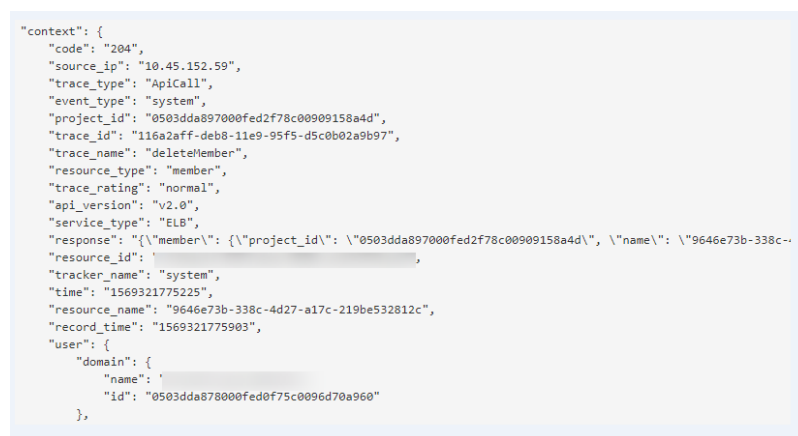 "context": {
"code": "204",
"source_ip": "10.45.152.59",
"trace_type": "ApiCall",
"event_type": "system",
"project_id": "0503dda897000fed2f78c00909158a4d",
"trace_id": "116a2aff-deb8-11e9-95f5-d5c0b02a9b97",
"trace_name": "deleteMember",
"resource_type": "member",
"trace_rating": "normal",
"api_version": "v2.0",
"service_type": "ELB",
"response": "{\"member\": {\"project_id\": \"0503dda897000fed2f78c00909158a4d\", \"name\": \"9646e73b-338c-
"resource_id": "
"tracker_name": "system",
"time": "1569321775225",
"resource_name": "9646e73b-338c-4d27-a17c-219be532812c",
"record_time": "1569321775903",
"user": {
"domain": {
"name": "
"id": "0503dda878000fed0f75c0096d70a960"
},